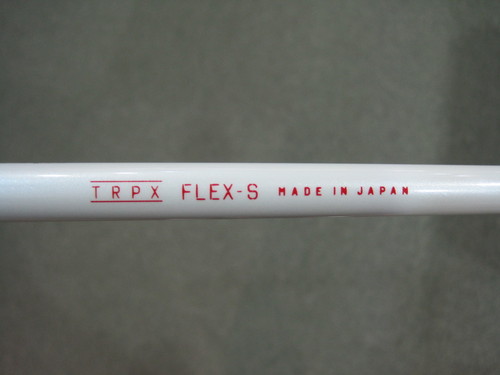 TRPX FLEX-S MADE IN JAPAN